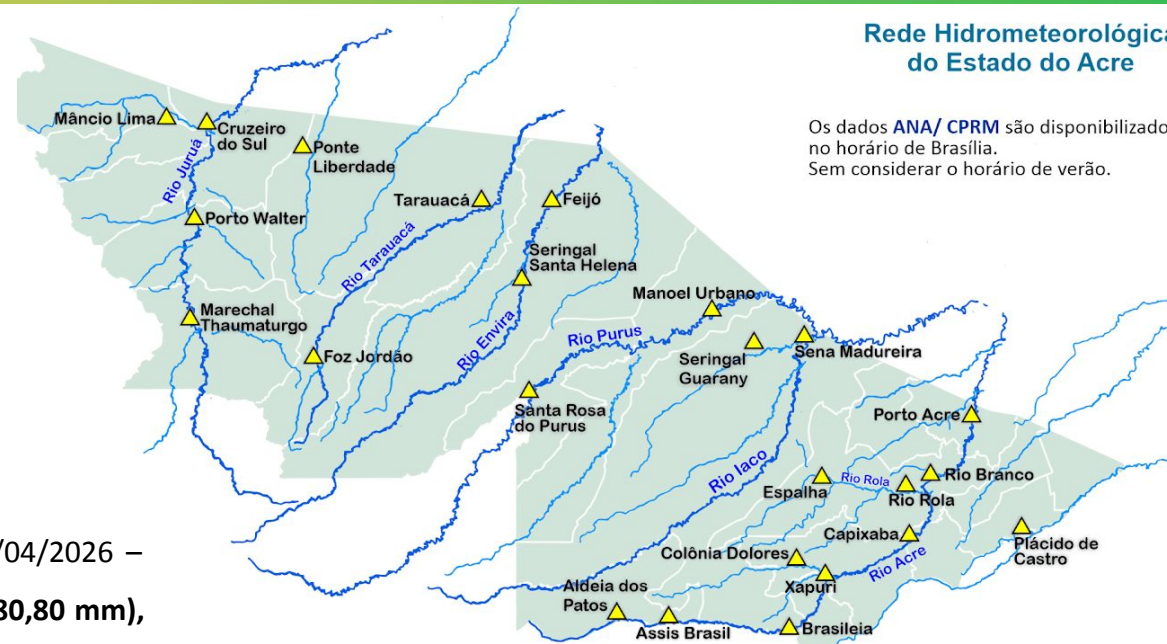 Rede Hidrometeorológica
do Estado do Acre
Os dados ANA/ CPRM são disponibilizado
no horário de Brasília.
Sem considerar o horário de verão.
Mâncio Lima
Cruzeiro
do Sul
Ponte
Liberdade
Rio Juruá
Porto Walter
Tarauacá
Feijó
Rio Tarauacá
Seringal
Santa Helena
Marechal
Thaumaturgo
Foz Jordão
Rio Envira
Manoel Urbano
Rio Purus
Seringal
Guarany
Sena Madureira
Santa Rosa
do Purus
Porto Acre
Rio Iaco
Espalha
Rio Rola
Rio Rola
Rio Branco
Capixaba
Plácido de
Castro
Colônia Dolores
Rio Acre
Xapuri
Aldeia dos
Patos
Assis Brasil
Brasileia
/04/2026 –
30,80 mm),